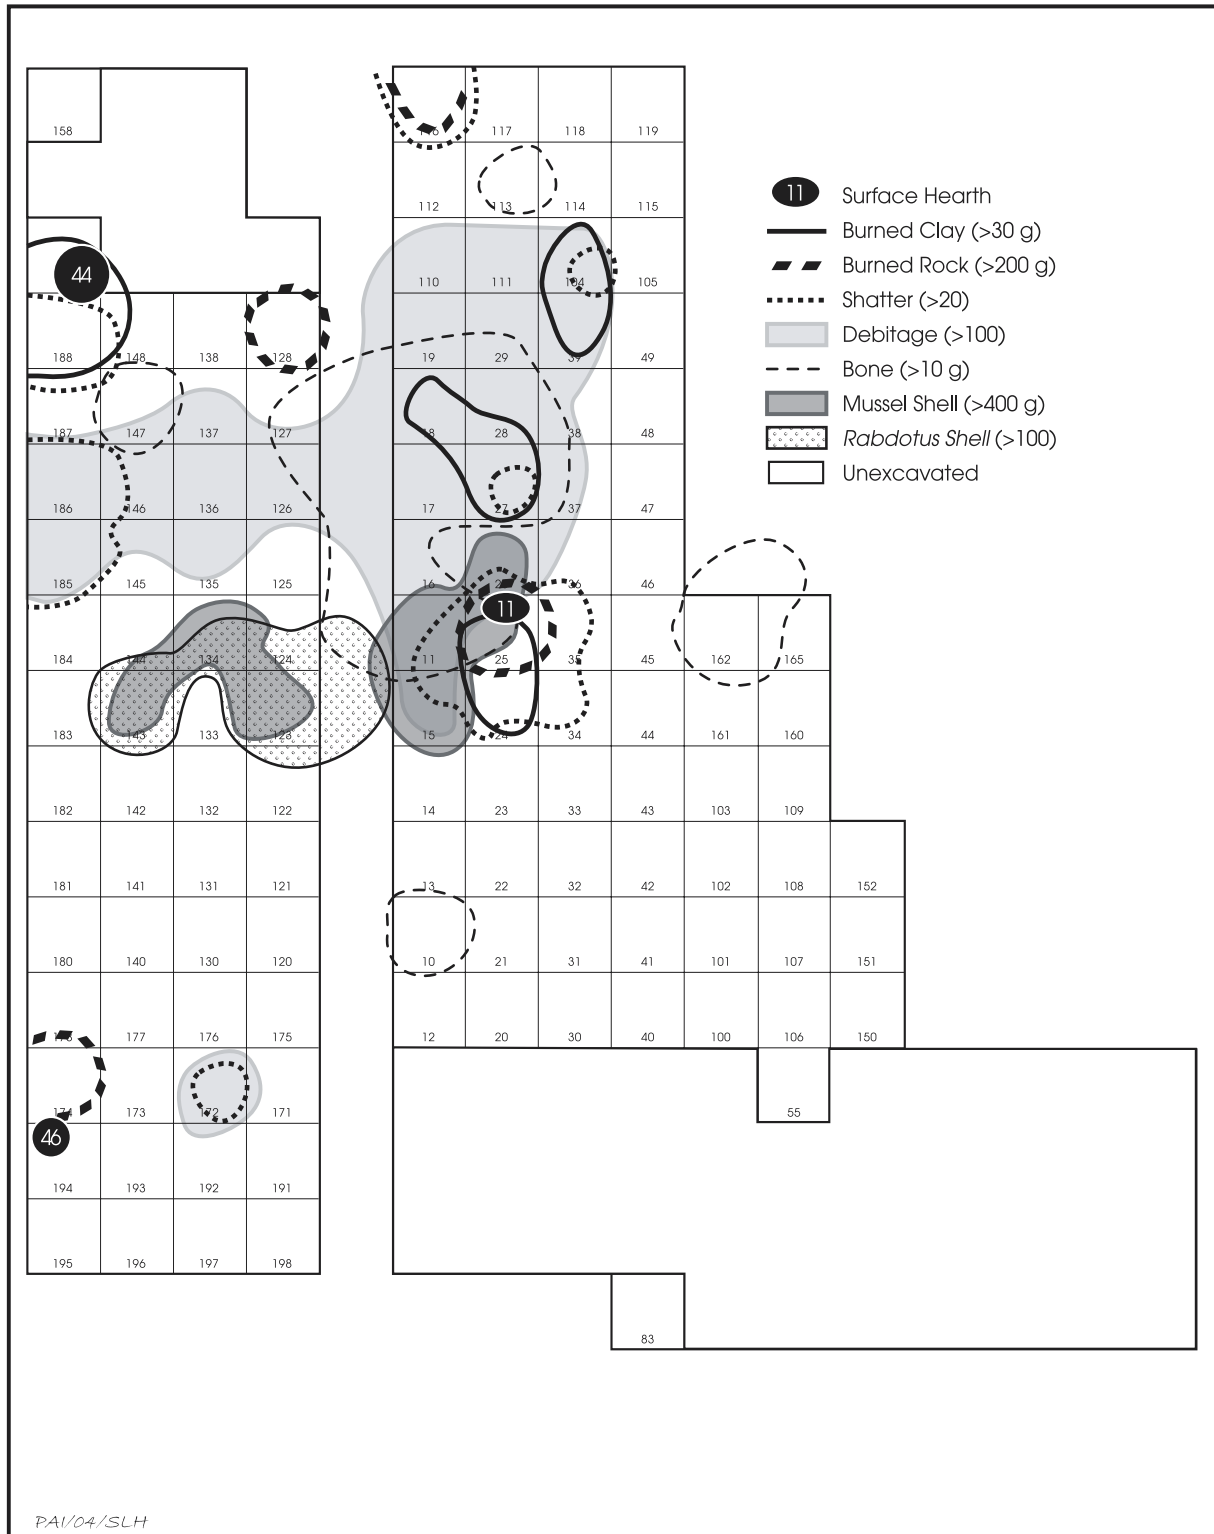 158 116 117 118 119
11 Surface Hearth
112 113 114 115
Burned Clay (>30 g)
44
Burned Rock (>200 g)
110 111 104 105
Shatter (>20)
Debitage (>100)
188 148 138 128 19 29 39 49
Bone (>10 g)
Mussel Shell (>400 g)
187 147 137 127 18 28 38 48
Rabdotus Shell (>100)
Unexcavated
186 146 136 126 17 27 37 47
185 145 135 125 16 36 46
11
184 144 134 124 11 25 35 45 162 165
183 143 133 123 15 24 34 44 161 160
182 142 132 122 14 23 33 43 103 109
181 141 131 121 13 22 32 42 102 108 152
180 140 130 120 10 21 31 41 101 107 151
177 176 175 12 20 30 40 100 106 150
174 173 172 171 55
46
194 193 192 191
195 196 197 198
83
PAI/04/SLH